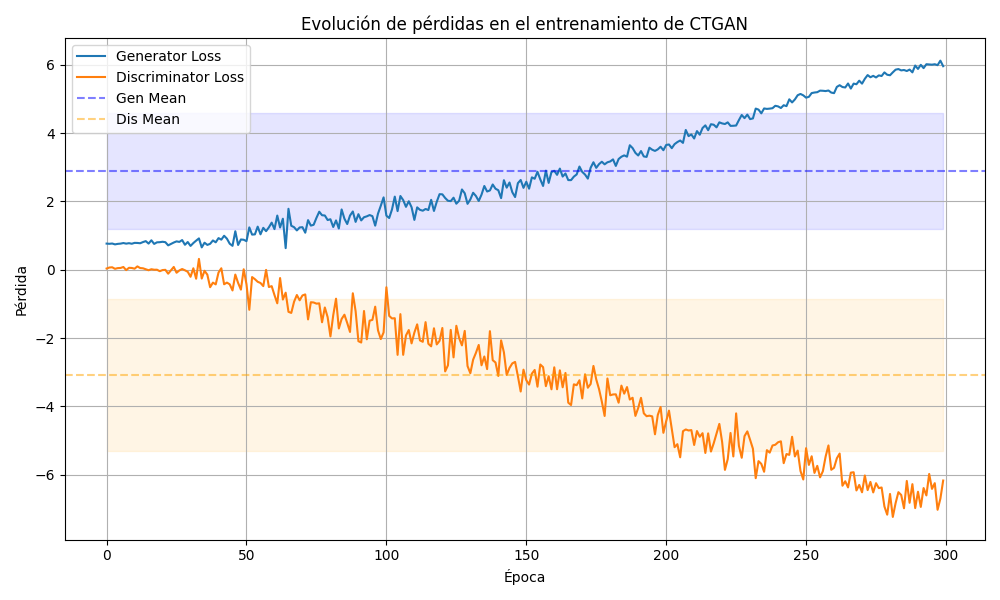 Evolución de pérdidas en el entrenamiento de CTGAN
Generator Loss
Discriminator Loss
Gen Mean
Dis Mean
Pérdida
6
4
2
0
−2
−4
−6
0 50 100 150 200 250 300
Época